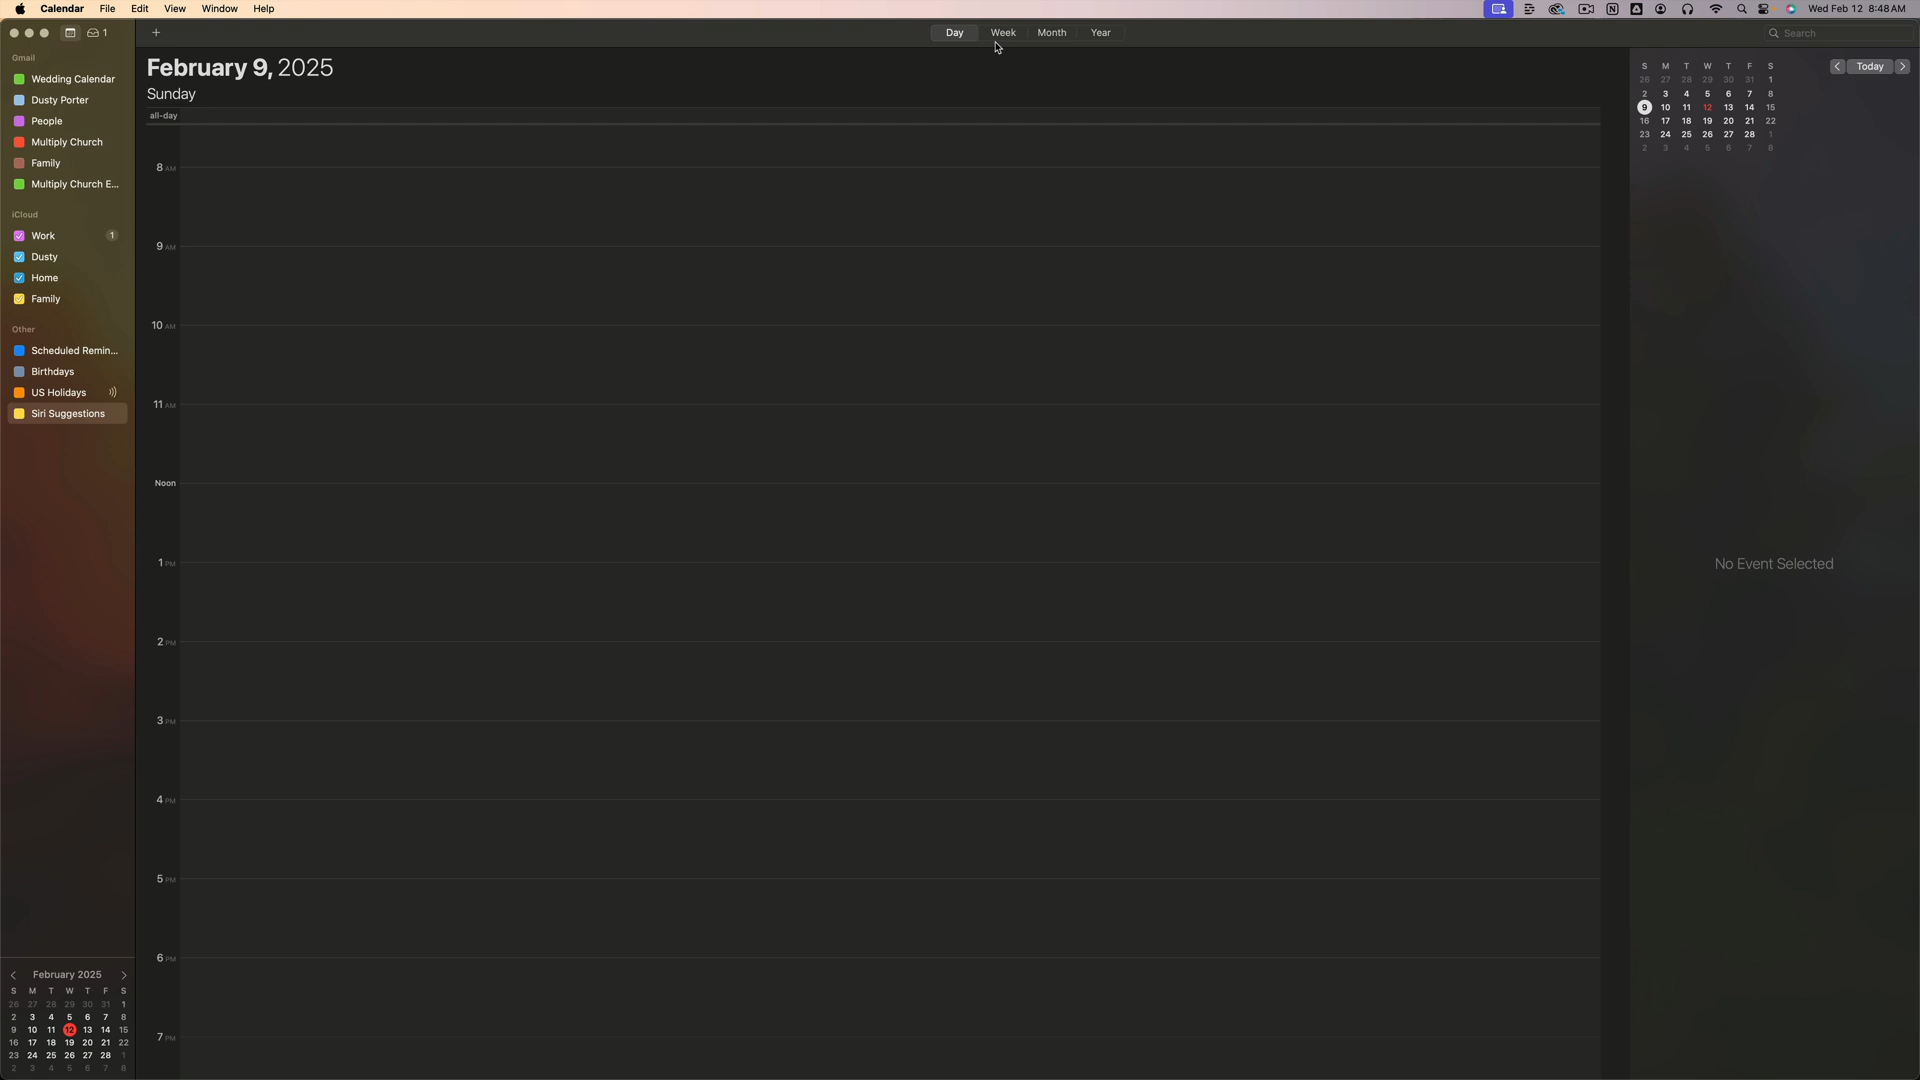 Calendar File Edit View Window Help Wed Feb 12 8:48 AM
1
Day Week Month Year
Search
Gmail
Wedding Calendar
Dusty Porter
People
Multiply Church
Family
Multiply Church E...
iCloud
Work 1
Dusty
Home
Family
Other
Scheduled Remin...
Birthdays
US Holidays
Siri Suggestions
February 2025
S M T W T F S
26 27 28 29 30 31 1
2 3 4 5 6 7 8
9 10 11 12 13 14 15
16 17 18 19 20 21 22
23 24 25 26 27 28 1
2 3 4 5 6 7 8
February 9, 2025
Sunday
all-day
8 AM
9 AM
10 AM
11 AM
Noon
1 PM
2 PM
3 PM
4 PM
5 PM
6 PM
7 PM
S M T W T F S
26 27 28 29 30 31 1
2 3 4 5 6 7 8
9 10 11 12 13 14 15
16 17 18 19 20 21 22
23 24 25 26 27 28 1
2 3 4 5 6 7 8
Today
No Event Selected